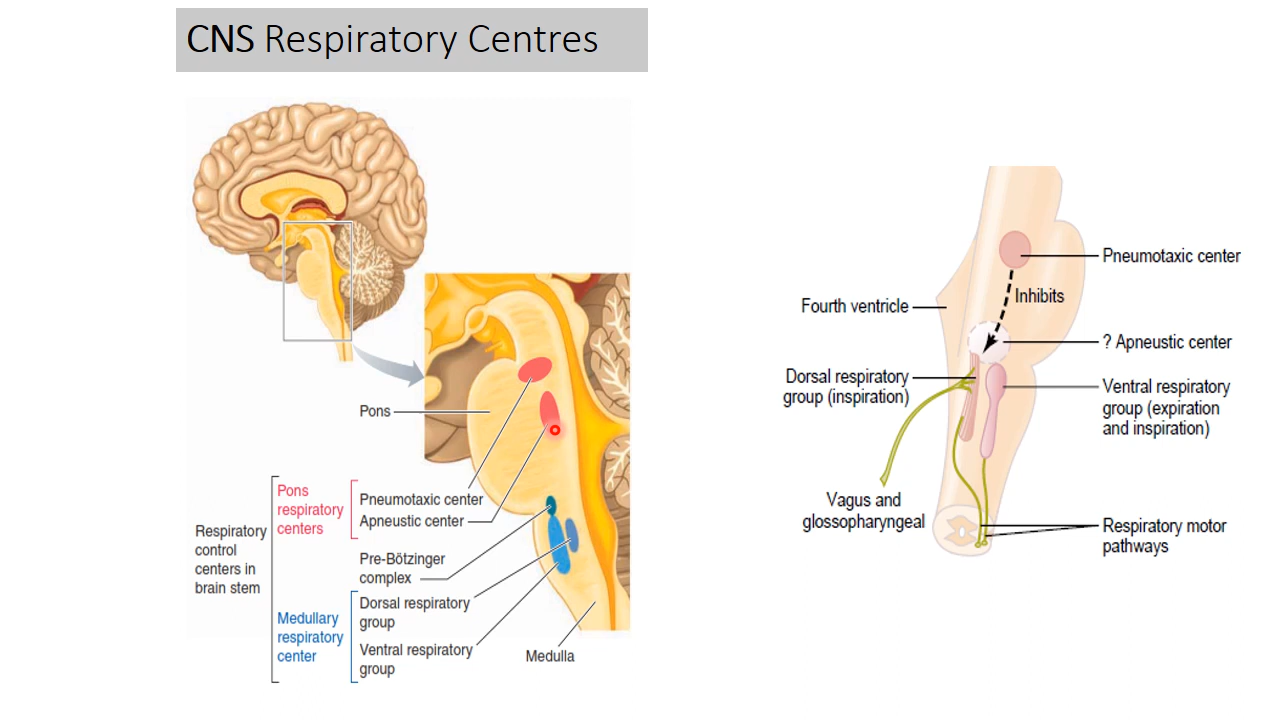 CNS Respiratory Centres
Pons
Respiratory
control
centers in
brain stem
Pons
respiratory
centers
Pneumotaxic center
Apneustic center
Pre-Bötzinger
complex
Medullary
respiratory
center
Dorsal respiratory
group
Ventral respiratory
group
Medulla
Pneumotaxic center
Inhibits
Fourth ventricle
? Apneustic center
Dorsal respiratory
group (inspiration)
Ventral respiratory
group (expiration
and inspiration)
Vagus and
glossopharyngeal
Respiratory motor
pathways